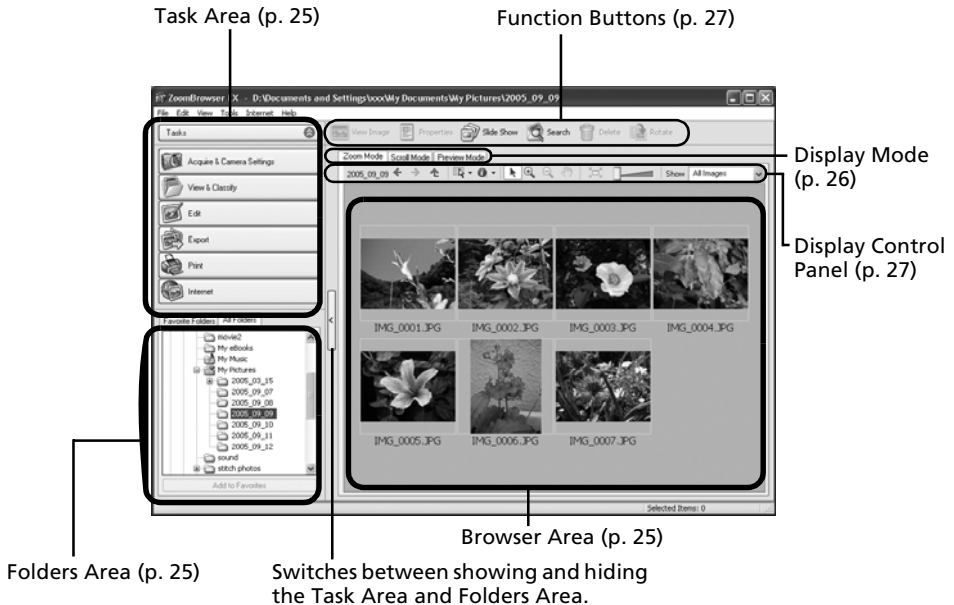 Task Area (p. 25)
Function Buttons (p. 27)
ZoomBrowser EX - D:\Documents and Settings\xxx\My Documents\My Pictures\2005_09_09
File Edit View Tools Internet Help
Tasks
View Image Properties Slide Show Search Delete Rotate
Zoom Mode Scroll Mode Preview Mode
2005_09_09 Show All Images
Acquire & Camera Settings
View & Classify
Edit
Export
Print
Internet
Display Mode
(p. 26)
Display Control
Panel (p. 27)
IMG_0001.JPG IMG_0002.JPG IMG_0003.JPG IMG_0004.JPG
IMG_0005.JPG IMG_0006.JPG IMG_0007.JPG
Favorite Folders All Folders
movie2
My eBooks
My Music
My Pictures
2005_03_15
2005_09_07
2005_09_08
2005_09_09
2005_09_10
2005_09_11
2005_09_12
sound
stitch photos
Add to Favorites
Selected Items: 0
Browser Area (p. 25)
Folders Area (p. 25)
Switches between showing and hiding
the Task Area and Folders Area.